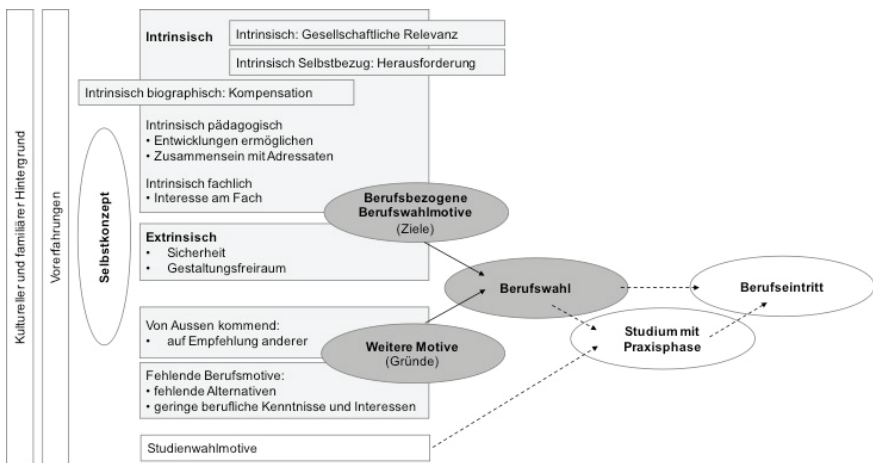 Kultureller und familiärer Hintergrund
Vorerfahrungen
Selbstkonzept
Intrinsisch
Intrinsisch: Gesellschaftliche Relevanz
Intrinsisch Selbstbezug: Herausforderung
Intrinsisch biographisch: Kompensation
Intrinsisch pädagogisch
• Entwicklungen ermöglichen
• Zusammensein mit Adressaten
Intrinsisch fachlich
• Interesse am Fach
Berufsbezogene
Berufswahlmotive
(Ziele)
Extrinsisch
• Sicherheit
• Gestaltungsfreiraum
Berufswahl
Berufseintritt
Von Aussen kommend:
• auf Empfehlung anderer
Weitere Motive
(Gründe)
Studium mit
Praxisphase
Fehlende Berufsmotive:
• fehlende Alternativen
• geringe berufliche Kenntnisse und Interessen
Studienwahlmotive